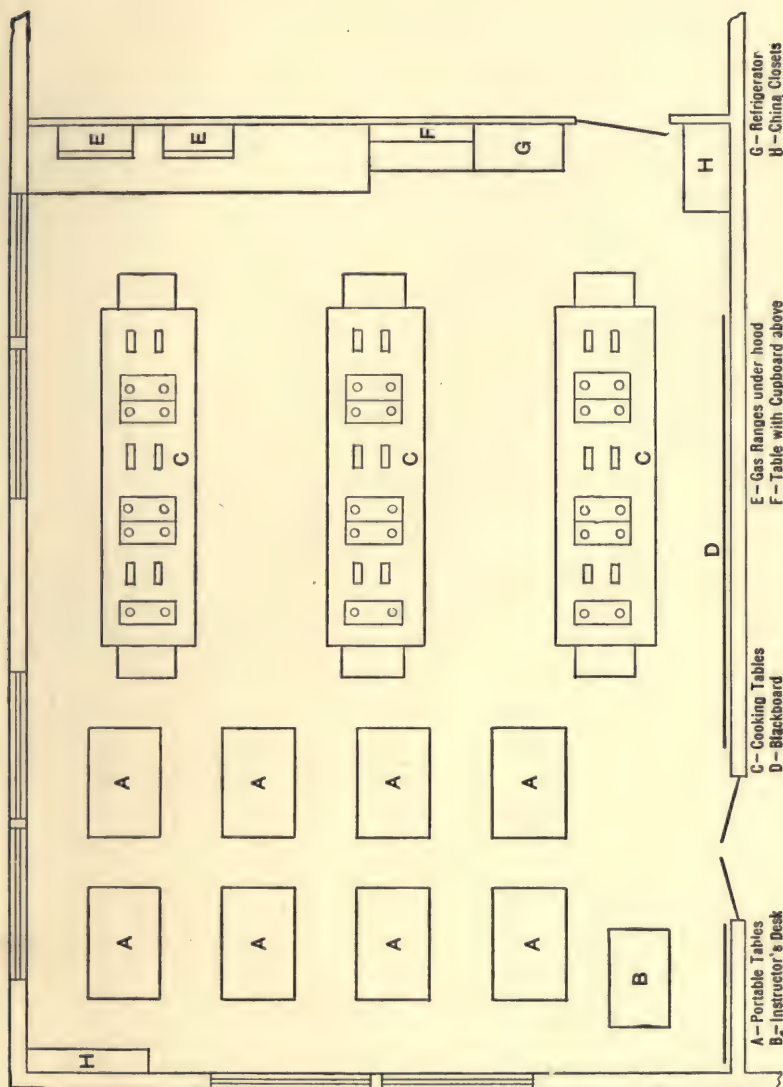 H
E
A A
C
E
A A
A A
C
F
A A
G
B
C
H
D
A – Portable Tables
B – Instructor's Desk
C – Cooking Tables
D – Blackboard
E – Gas Ranges under hood
F – Table with Cupboard above
G – Refrigerator
H – China Closets